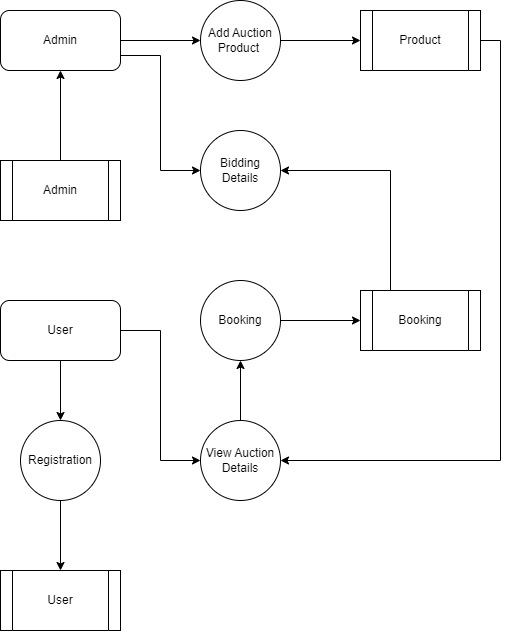 Admin
Add Auction
Product
Product
Admin
Bidding
Details
User
Booking
Booking
Registration
View Auction
Details
User